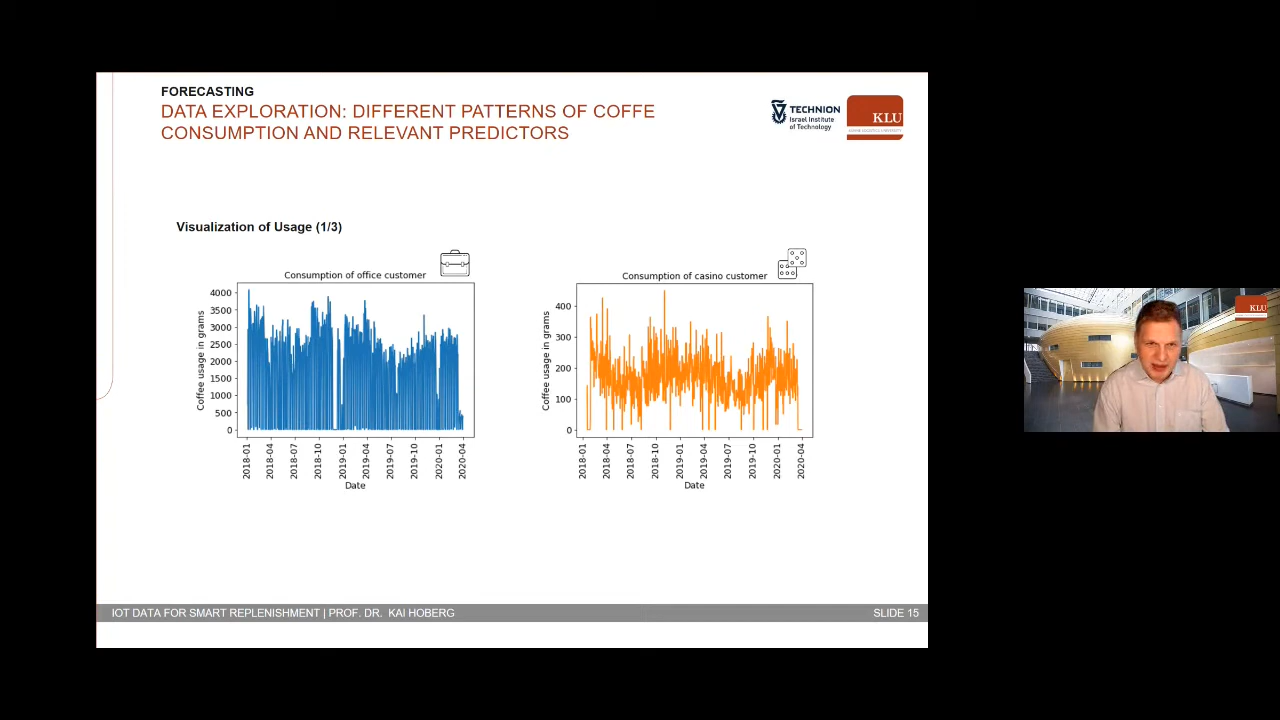 FORECASTING
DATA EXPLORATION: DIFFERENT PATTERNS OF COFFE
CONSUMPTION AND RELEVANT PREDICTORS
TECHNION
Israel Institute
of Technology
KLU
Visualization of Usage (1/3)
Consumption of office customer
Coffee usage in grams
4000
3500
3000
2500
2000
1500
1000
500
0
2018-01
2018-04
2018-07
2018-10
2019-01
2019-04
2019-07
2019-10
2020-01
2020-04
Date
Consumption of casino customer
Coffee usage in grams
400
300
200
100
0
2018-01
2018-04
2018-07
2018-10
2019-01
2019-04
2019-07
2019-10
2020-01
2020-04
Date
KLU
IOT DATA FOR SMART REPLENISHMENT | PROF. DR. KAI HOBERG
SLIDE 15